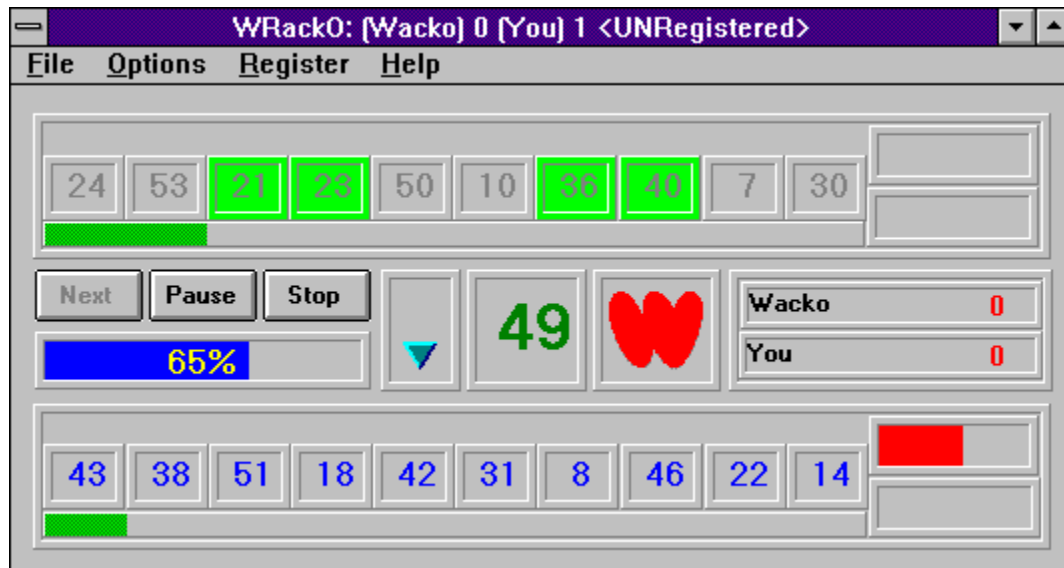 WRackO: (Wacko) 0 (You) 1 <UNRegistered>
File Options Register Help
24 53 21 23 50 10 36 40 7 30
Next Pause Stop
65%
49
W
Wacko 0
You 0
43 38 51 18 42 31 8 46 22 14